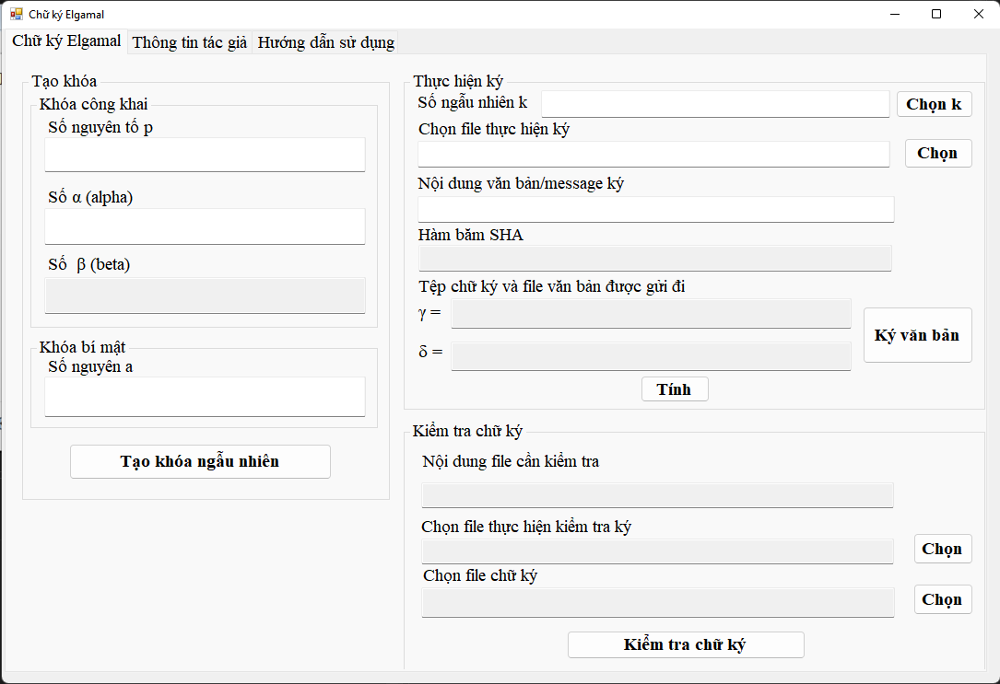 Chữ ký Elgamal
Chữ ký Elgamal Thông tin tác giả Hướng dẫn sử dụng
Tạo khóa
Khóa công khai
Số nguyên tố p
Số α (alpha)
Số β (beta)
Khóa bí mật
Số nguyên a
Tạo khóa ngẫu nhiên
Thực hiện ký
Số ngẫu nhiên k
Chọn k
Chọn file thực hiện ký
Chọn
Nội dung văn bản/message ký
Hàm băm SHA
Tệp chữ ký và file văn bản được gửi đi
γ =
δ =
Ký văn bản
Tính
Kiểm tra chữ ký
Nội dung file cần kiểm tra
Chọn file thực hiện kiểm tra ký
Chọn
Chọn file chữ ký
Chọn
Kiểm tra chữ ký